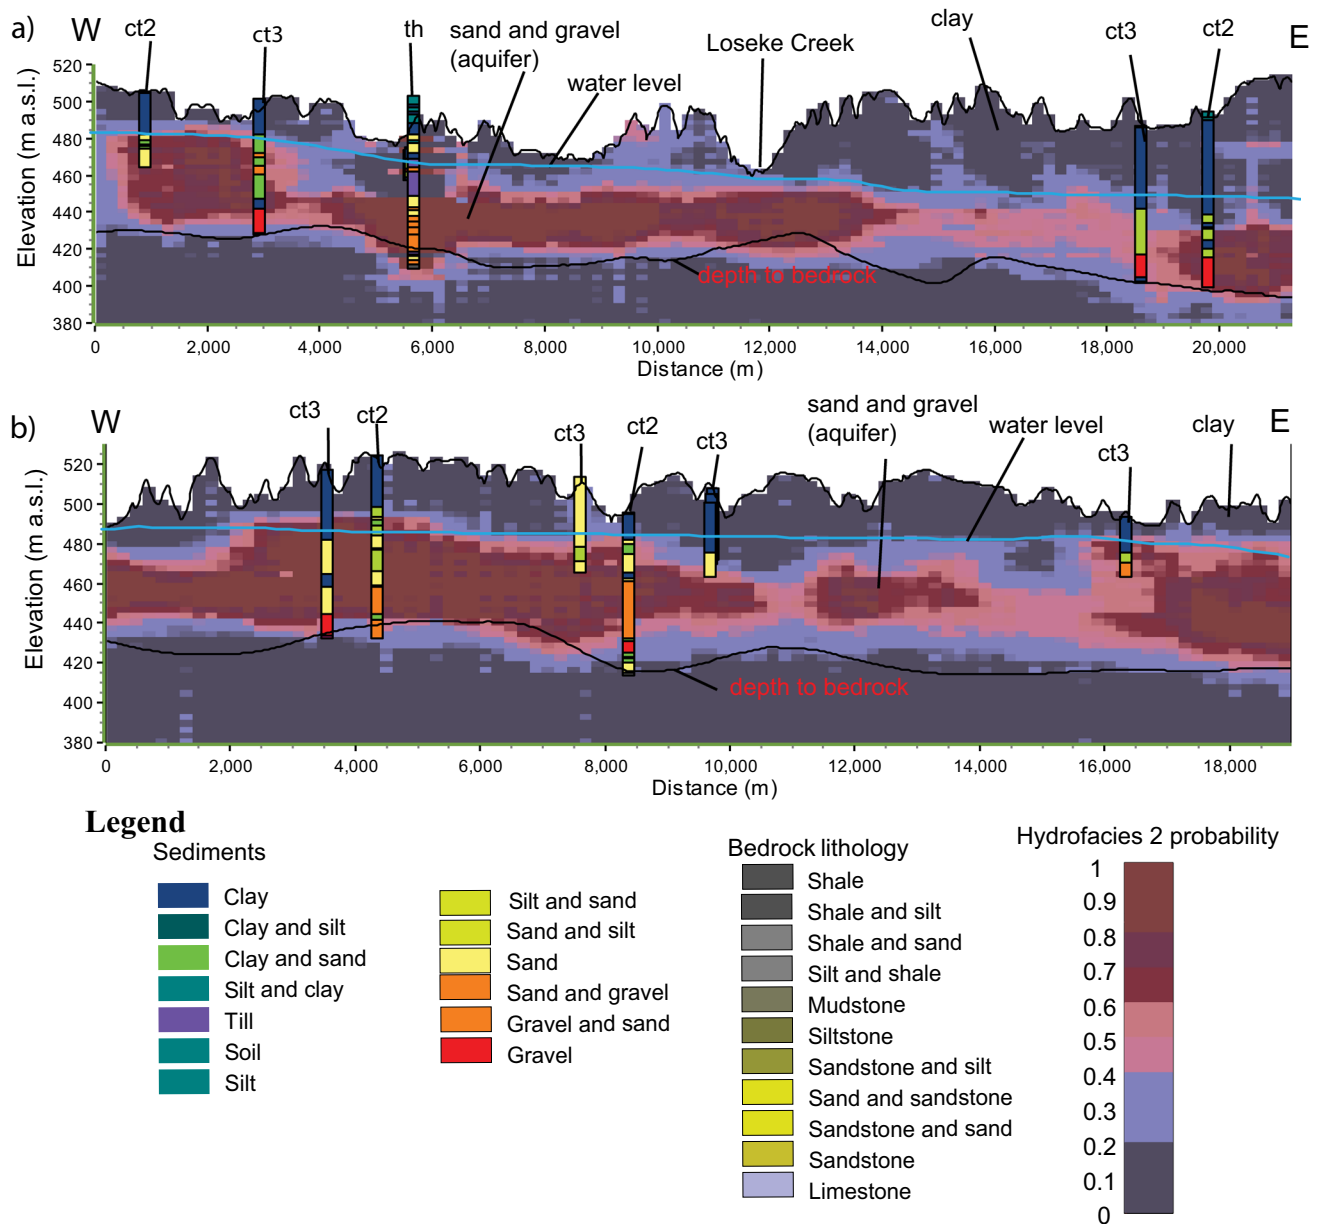 a)
W
ct2
ct3
th
sand and gravel
(aquifer)
water level
Loseke Creek
clay
ct3
ct2
E
Elevation (m a.s.l.)
520
500
480
460
440
420
400
380
depth to bedrock
0
2,000
4,000
6,000
8,000
10,000
12,000
14,000
16,000
18,000
20,000
Distance (m)
b)
W
ct3
ct2
ct3
ct2
ct3
sand and gravel
(aquifer)
water level
ct3
clay
E
Elevation (m a.s.l.)
520
500
480
460
440
420
400
380
depth to bedrock
0
2,000
4,000
6,000
8,000
10,000
12,000
14,000
16,000
18,000
Distance (m)
Legend
Sediments
Clay
Clay and silt
Clay and sand
Silt and clay
Till
Soil
Silt
Silt and sand
Sand and silt
Sand
Sand and gravel
Gravel and sand
Gravel
Bedrock lithology
Shale
Shale and silt
Shale and sand
Silt and shale
Mudstone
Siltstone
Sandstone and silt
Sand and sandstone
Sandstone and sand
Sandstone
Limestone
Hydrofacies 2 probability
1
0.9
0.8
0.7
0.6
0.5
0.4
0.3
0.2
0.1
0